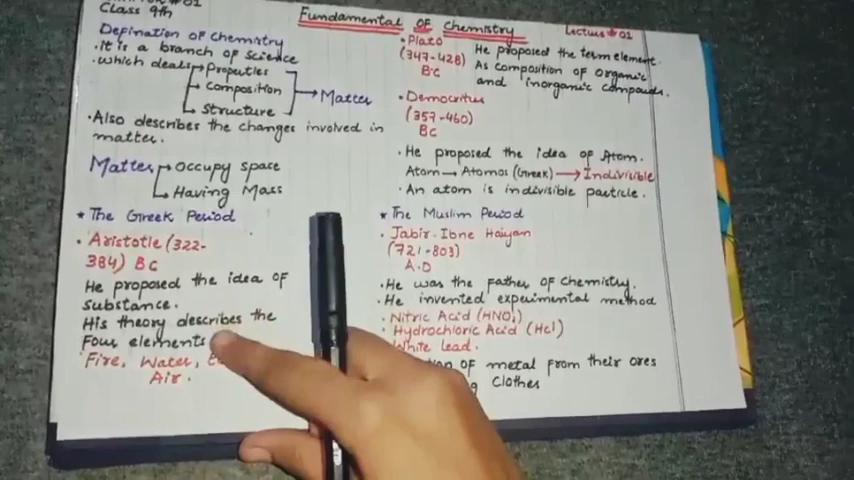 #01
Class 9th
Fundamental OF Chemistry
Lecture #01
Defination OF Chemistry
• It is a branch of Science
• which deals → Properties
→ Composition
→ Structure
→ Matter
• Also describes the changes involved in
matter.
Matter → Occupy space
→ Having Mass
* The Greek Period
• Aristotle (322-
384) BC
He proposed the idea of
Substance.
His theory describes the
Four elements
Fire, Water,
Air.
• Plato
(347-428)
BC
He proposed the term element
As composition of organic
and inorganic compounds.
• Democritus
(357-460)
BC
• He proposed the idea of Atom.
Atom → Atomos (Greek) → Indivisible
• An atom is indivisible particle.
* The Muslim Period
• Jabir-Ibne Haiyan
(721-803)
A.D
• He was the father of Chemistry.
• He invented experimental method
• Nitric Acid (HNO3)
• Hydrochloric Acid (HCl)
White lead.
of metal from their ores
Clothes